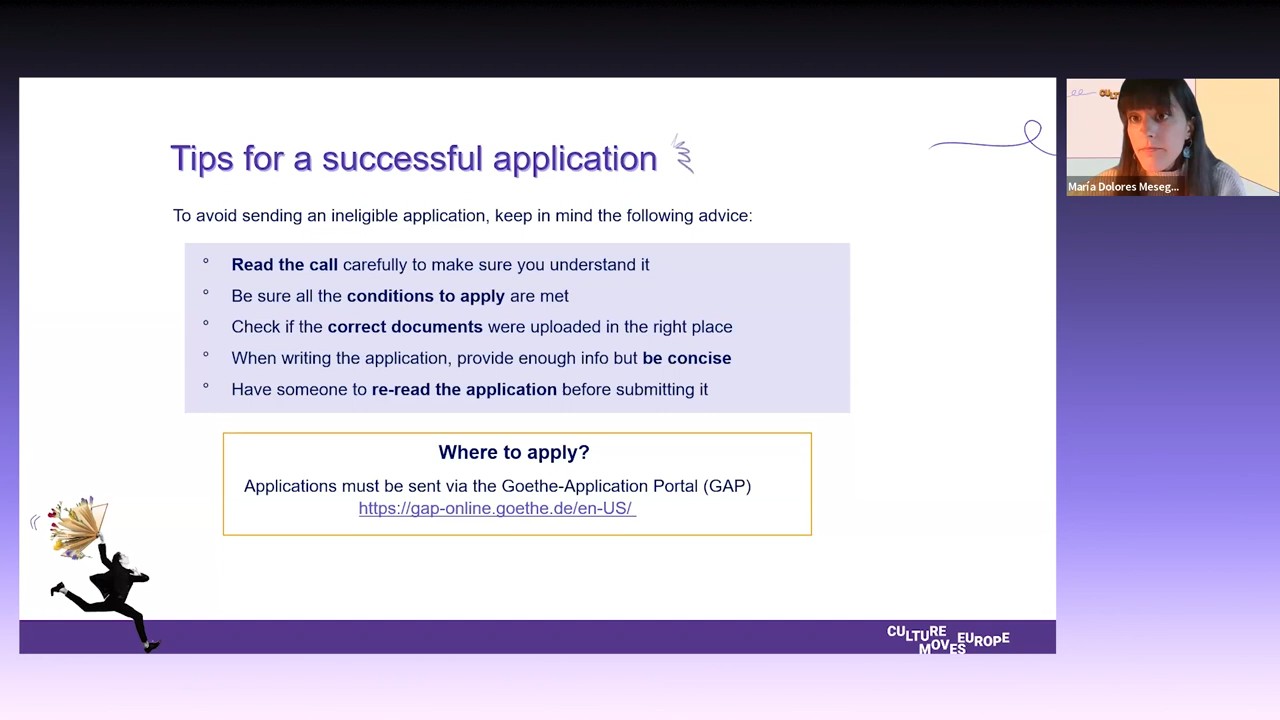 Tips for a successful application
To avoid sending an ineligible application, keep in mind the following advice:
° Read the call carefully to make sure you understand it
° Be sure all the conditions to apply are met
° Check if the correct documents were uploaded in the right place
° When writing the application, provide enough info but be concise
° Have someone to re-read the application before submitting it
Where to apply?
Applications must be sent via the Goethe-Application Portal (GAP)
https://gap-online.goethe.de/en-US/
CULTURE
MOVES EUROPE
María Dolores Meseg...